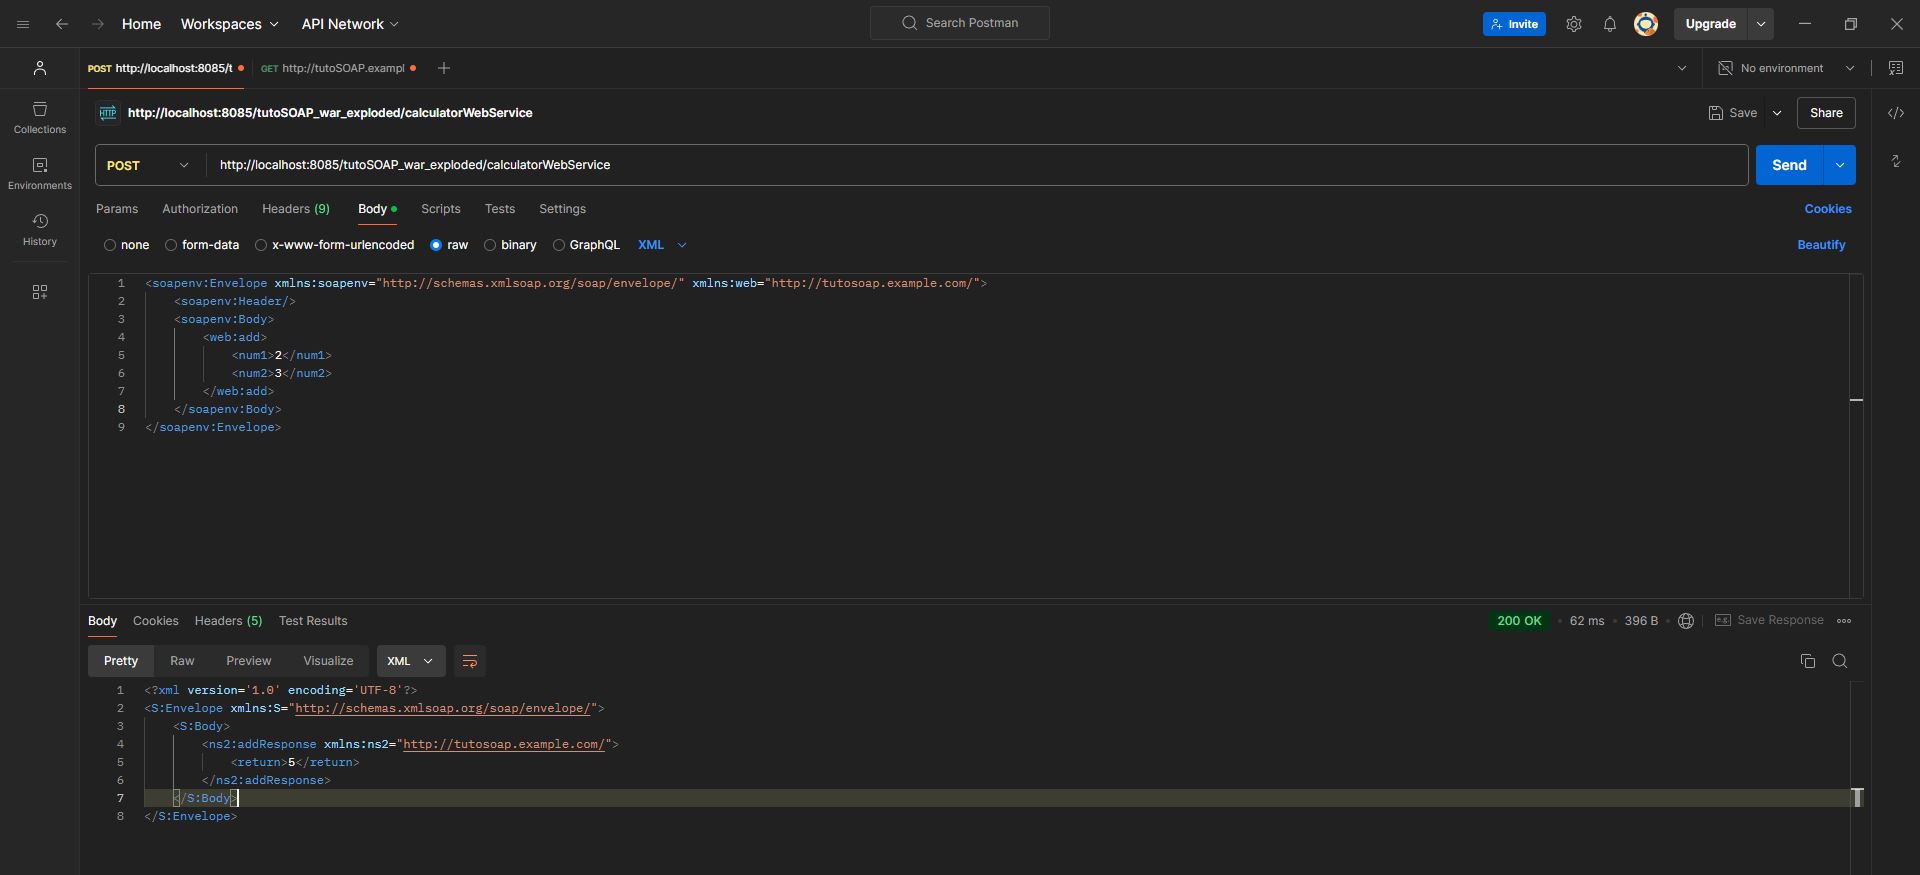 Home Workspaces API Network Search Postman Invite Upgrade
POST http://localhost:8085/t GET http://tutoSOAP.exampl No environment
HTTP http://localhost:8085/tutoSOAP_war_exploded/calculatorWebService Save Share
POST http://localhost:8085/tutoSOAP_war_exploded/calculatorWebService Send
Params Authorization Headers (9) Body Scripts Tests Settings Cookies
none form-data x-www-form-urlencoded raw binary GraphQL XML Beautify
Collections
Environments
History
1 <soapenv:Envelope xmlns:soapenv="http://schemas.xmlsoap.org/soap/envelope/" xmlns:web="http://tutosoap.example.com/">
2 <soapenv:Header/>
3 <soapenv:Body>
4 <web:add>
5 <num1>2</num1>
6 <num2>3</num2>
7 </web:add>
8 </soapenv:Body>
9 </soapenv:Envelope>
Body Cookies Headers (5) Test Results 200 OK 62 ms 396 B e.g. Save Response
Pretty Raw Preview Visualize XML
1 <?xml version='1.0' encoding='UTF-8'?>
2 <S:Envelope xmlns:S="http://schemas.xmlsoap.org/soap/envelope/">
3 <S:Body>
4 <ns2:addResponse xmlns:ns2="http://tutosoap.example.com/">
5 <return>5</return>
6 </ns2:addResponse>
7 </S:Body>
8 </S:Envelope>